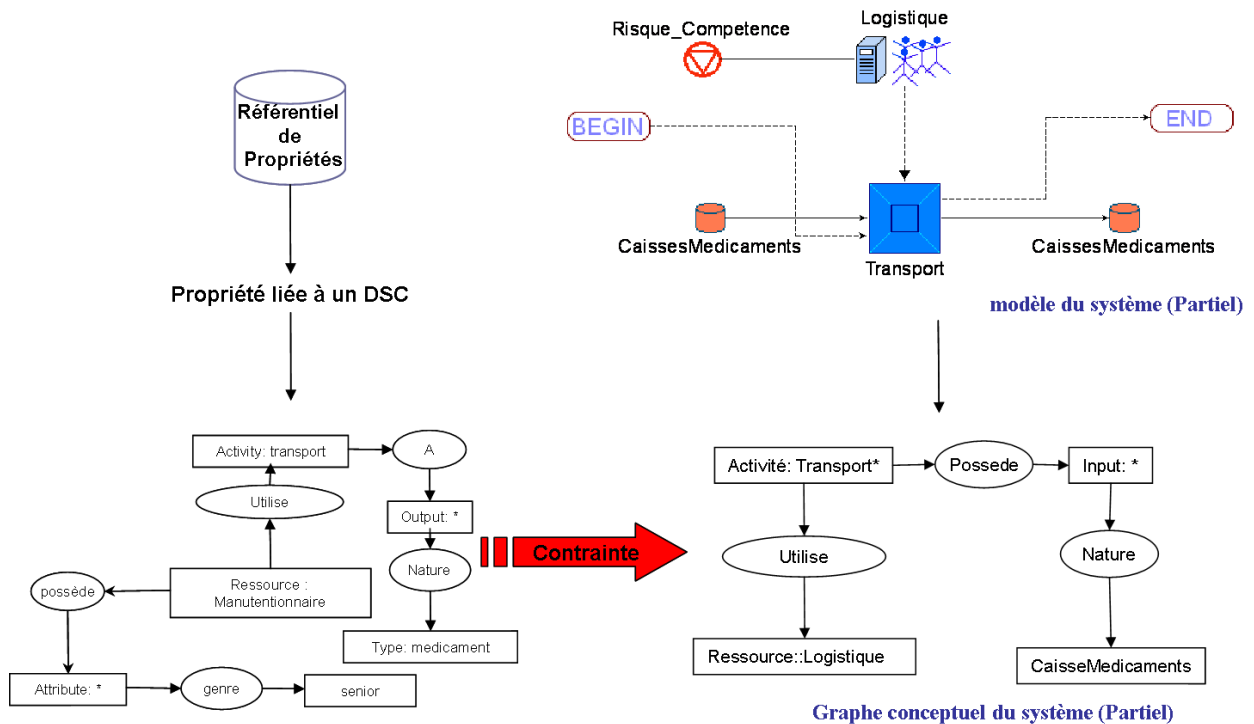 Référentiel
de
Propriétés
Propriété liée à un DSC
Activity: transport
A
Utilise
Output: *
Nature
Type: medicament
Ressource :
Manutentionnaire
possède
Attribute: *
genre
senior
Contrainte
Risque_Competence
Logistique
BEGIN
END
CaissesMedicaments
Transport
CaissesMedicaments
modèle du système (Partiel)
Activité: Transport*
Possede
Input: *
Utilise
Nature
Ressource::Logistique
CaisseMedicaments
Graphe conceptuel du système (Partiel)